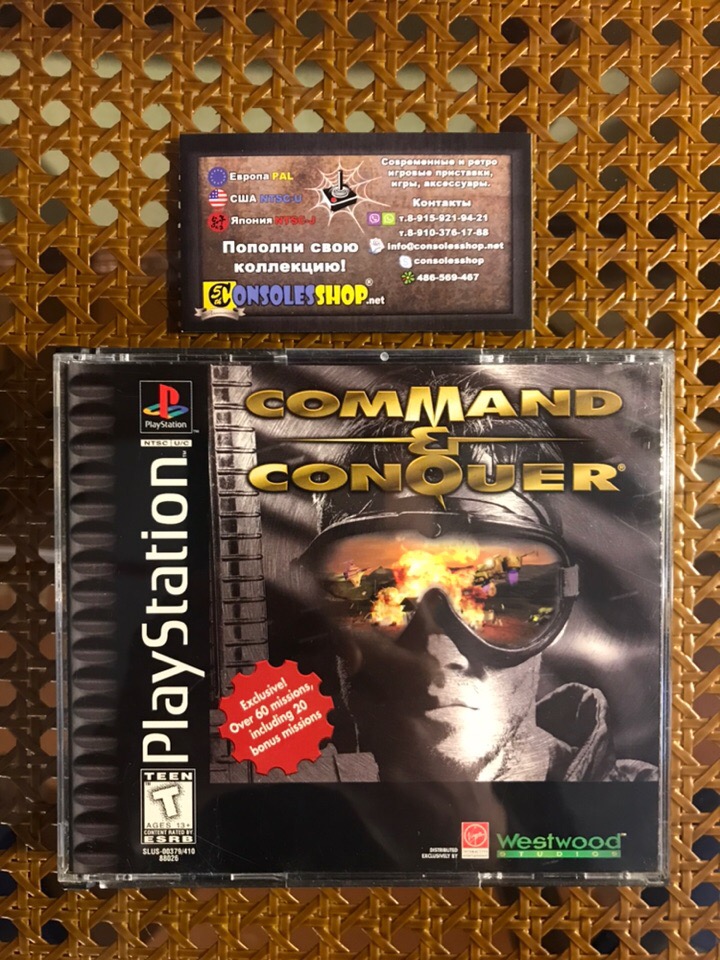 Европа PAL
США NTSC-U
Япония NTSC-J
Пополни свою
коллекцию!
CONSOLESSHOP®.net
Современные и ретро
игровые приставки,
игры, аксессуары.
Контакты
т.8-915-921-94-21
т.8-910-376-17-88
info@consolesshop.net
consolesshop
486-569-467
PlayStation
NTSC U/C
PlayStation™
COMMAND
&
CONQUER®
Exclusive!
Over 60 missions,
including 20
bonus missions
TEEN
T
AGES 13+
CONTENT RATED BY
ESRB
SLUS-00379/410
88026
DISTRIBUTED
EXCLUSIVELY BY
Virgin
Westwood™
STUDIOS